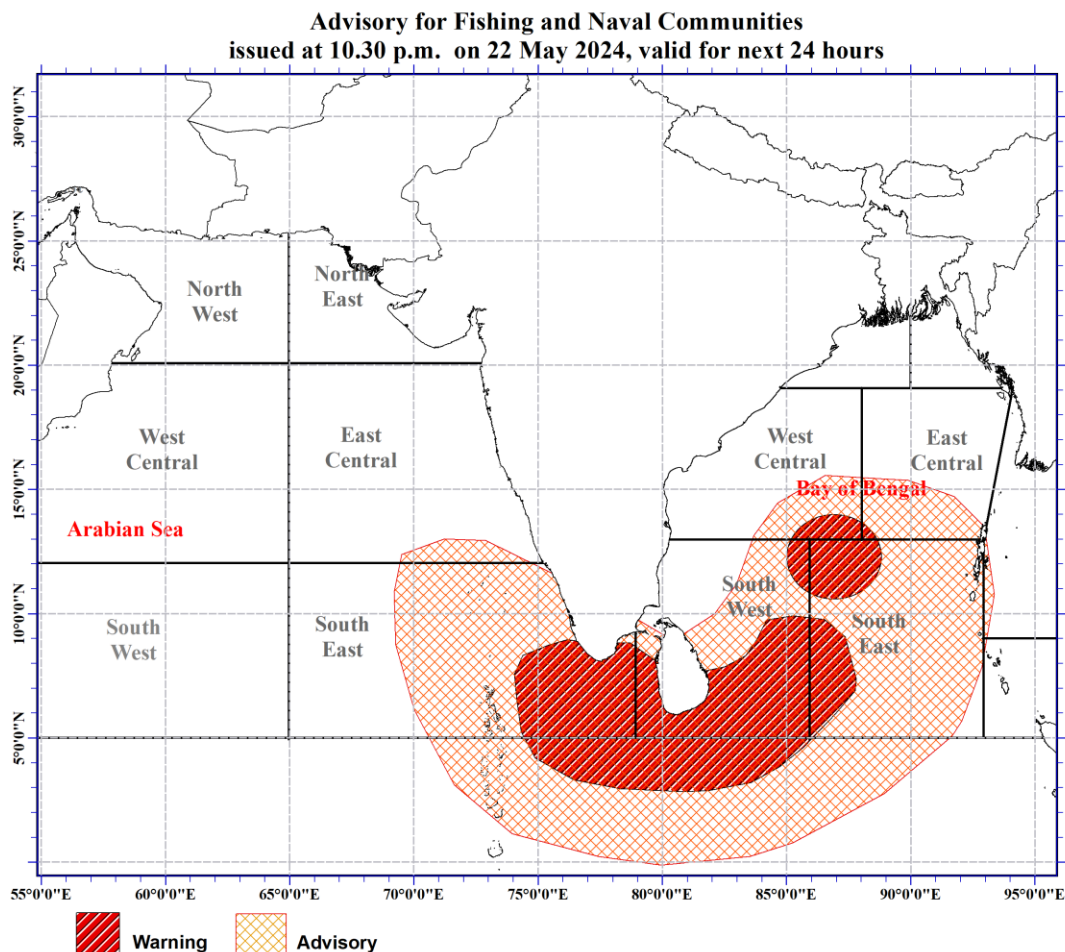 Advisory for Fishing and Naval Communities
issued at 10.30 p.m.  on 22 May 2024, valid for next 24 hours
30°0'0"N
25°0'0"N
20°0'0"N
15°0'0"N
10°0'0"N
5°0'0"N
North
West
North
East
West
Central
East
Central
West
Central
East
Central
Bay of Bengal
Arabian Sea
South
West
South
East
South
West
South
East
55°0'0"E
60°0'0"E
65°0'0"E
70°0'0"E
75°0'0"E
80°0'0"E
85°0'0"E
90°0'0"E
95°0'0"E
Warning
Advisory